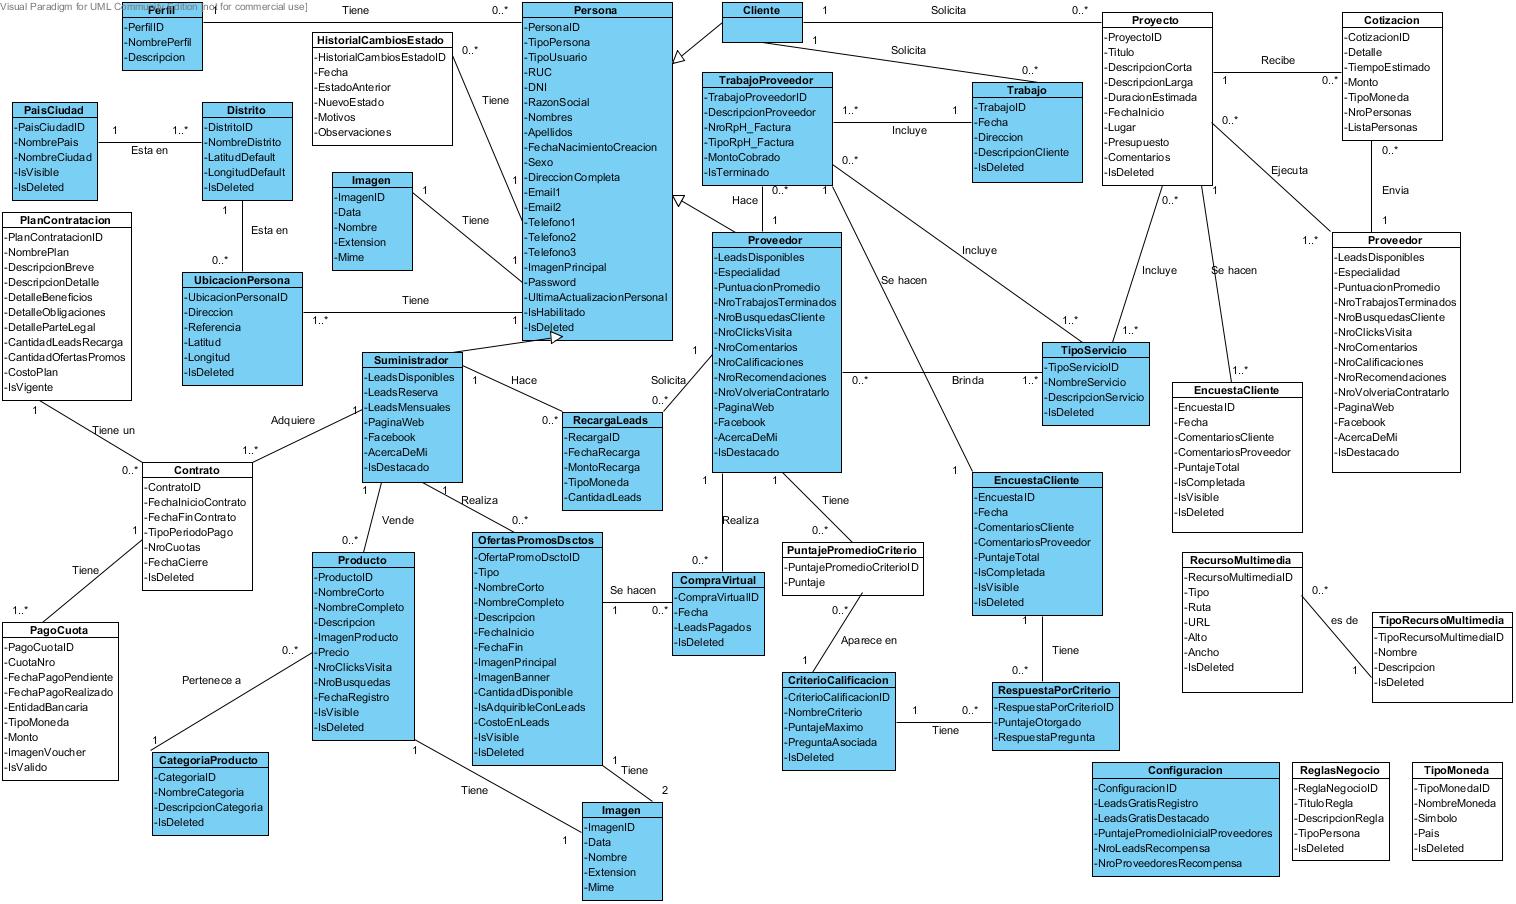 Visual Paradigm for UML Community Edition [not for commercial use]
Perfil
-PerfilID
-NombrePerfil
-Descripcion
1
Tiene
0..*
HistorialCambiosEstado
-HistorialCambiosEstadoID
-Fecha
-EstadoAnterior
-NuevoEstado
-Motivos
-Observaciones
0..*
Tiene
1
Persona
-PersonaID
-TipoPersona
-TipoUsuario
-RUC
-DNI
-RazonSocial
-Nombres
-Apellidos
-FechaNacimientoCreacion
-Sexo
-DireccionCompleta
-Email1
-Email2
-Telefono1
-Telefono2
-Telefono3
-ImagenPrincipal
-Password
-UltimaActualizacionPersonal
-IsHabilitado
-IsDeleted
Cliente
1
Solicita
0..*
1
Solicita
0..*
Proyecto
-ProyectoID
-Titulo
-DescripcionCorta
-DescripcionLarga
-DuracionEstimada
-FechaInicio
-Lugar
-Presupuesto
-Comentarios
-IsDeleted
1
Recibe
0..*
Cotizacion
-CotizacionID
-Detalle
-TiempoEstimado
-Monto
-TipoMoneda
-NroPersonas
-ListaPersonas
0..*
Envia
1
0..*
Ejecuta
1..*
TrabajoProveedor
-TrabajoProveedorID
-DescripcionProveedor
-NroRpH_Factura
-TipoRpH_Factura
-MontoCobrado
-IsTerminado
1..*
1
Incluye
Trabajo
-TrabajoID
-Fecha
-Direccion
-DescripcionCliente
-IsDeleted
PaisCiudad
-PaisCiudadID
-NombrePais
-NombreCiudad
-IsVisible
-IsDeleted
1
1..*
Esta en
Distrito
-DistritoID
-NombreDistrito
-LatitudDefault
-LongitudDefault
-IsDeleted
1
Esta en
0..*
Imagen
-ImagenID
-Data
-Nombre
-Extension
-Mime
1
Tiene
1
PlanContratacion
-PlanContratacionID
-NombrePlan
-DescripcionBreve
-DescripcionDetalle
-DetalleBeneficios
-DetalleObligaciones
-DetalleParteLegal
-CantidadLeadsRecarga
-CantidadOfertasPromos
-CostoPlan
-IsVigente
UbicacionPersona
-UbicacionPersonaID
-Direccion
-Referencia
-Latitud
-Longitud
-IsDeleted
Tiene
1..*
1
0..*
Hace
1
1
Se hacen
1
0..*
Incluye
1..*
0..*
Incluye
1..*
1
Se hacen
1..*
Proveedor
-LeadsDisponibles
-Especialidad
-PuntuacionPromedio
-NroTrabajosTerminados
-NroBusquedasCliente
-NroClicksVisita
-NroComentarios
-NroCalificaciones
-NroRecomendaciones
-NroVolveriaContratarlo
-PaginaWeb
-Facebook
-AcercaDeMi
-IsDestacado
0..*
Brinda
1..*
TipoServicio
-TipoServicioID
-NombreServicio
-DescripcionServicio
-IsDeleted
Proveedor
-LeadsDisponibles
-Especialidad
-PuntuacionPromedio
-NroTrabajosTerminados
-NroBusquedasCliente
-NroClicksVisita
-NroComentarios
-NroCalificaciones
-NroRecomendaciones
-NroVolveriaContratarlo
-PaginaWeb
-Facebook
-AcercaDeMi
-IsDestacado
EncuestaCliente
-EncuestaID
-Fecha
-ComentariosCliente
-ComentariosProveedor
-PuntajeTotal
-IsCompletada
-IsVisible
-IsDeleted
Suministrador
-LeadsDisponibles
-LeadsReserva
-LeadsMensuales
-PaginaWeb
-Facebook
-AcercaDeMi
-IsDestacado
1
Hace
0..*
1
Solicita
0..*
RecargaLeads
-RecargaID
-FechaRecarga
-MontoRecarga
-TipoMoneda
-CantidadLeads
1
Tiene un
0..*
1
Adquiere
1..*
Contrato
-ContratoID
-FechaInicioContrato
-FechaFinContrato
-TipoPeriodoPago
-NroCuotas
-FechaCierre
-IsDeleted
1
Tiene
1..*
PagoCuota
-PagoCuotaID
-CuotaNro
-FechaPagoPendiente
-FechaPagoRealizado
-EntidadBancaria
-TipoMoneda
-Monto
-ImagenVoucher
-IsValido
1
Vende
0..*
1
Realiza
0..*
Producto
-ProductoID
-NombreCorto
-NombreCompleto
-Descripcion
-ImagenProducto
-Precio
-NroClicksVisita
-NroBusquedas
-FechaRegistro
-IsVisible
-IsDeleted
0..*
Pertenece a
1
CategoriaProducto
-CategoriaID
-NombreCategoria
-DescripcionCategoria
-IsDeleted
OfertasPromosDsctos
-OfertaPromoDsctoID
-Tipo
-NombreCorto
-NombreCompleto
-Descripcion
-FechaInicio
-FechaFin
-ImagenPrincipal
-ImagenBanner
-CantidadDisponible
-IsAdquiribleConLeads
-CostoEnLeads
-IsVisible
-IsDeleted
Se hacen
1
0..*
1
Realiza
0..*
CompraVirtual
-CompraVirtualID
-Fecha
-LeadsPagados
-IsDeleted
1
Tiene
0..*
PuntajePromedioCriterio
-PuntajePromedioCriterioID
-Puntaje
0..*
Aparece en
1
CriterioCalificacion
-CriterioCalificacionID
-NombreCriterio
-PuntajeMaximo
-PreguntaAsociada
-IsDeleted
1
0..*
Tiene
EncuestaCliente
-EncuestaID
-Fecha
-ComentariosCliente
-ComentariosProveedor
-PuntajeTotal
-IsCompletada
-IsVisible
-IsDeleted
1
Tiene
0..*
RespuestaPorCriterio
-RespuestaPorCriterioID
-PuntajeOtorgado
-RespuestaPregunta
RecursoMultimedia
-RecursoMultimediaID
-Tipo
-Ruta
-URL
-Alto
-Ancho
-IsDeleted
0..*
es de
1
TipoRecursoMultimedia
-TipoRecursoMultimediaID
-Nombre
-Descripcion
-IsDeleted
1
Tiene
1
1
Tiene
2
Imagen
-ImagenID
-Data
-Nombre
-Extension
-Mime
Configuracion
-ConfiguracionID
-LeadsGratisRegistro
-LeadsGratisDestacado
-PuntajePromedioInicialProveedores
-NroLeadsRecompensa
-NroProveedoresRecompensa
ReglasNegocio
-ReglaNegocioID
-TituloRegla
-DescripcionRegla
-TipoPersona
-IsDeleted
TipoMoneda
-TipoMonedaID
-NombreMoneda
-Simbolo
-Pais
-IsDeleted